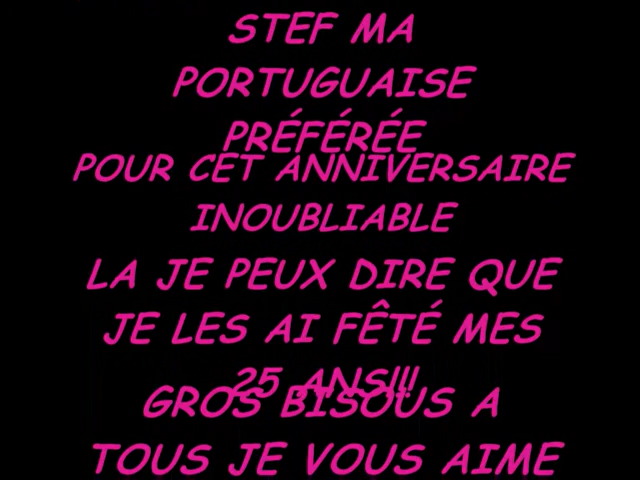 STEF MA
PORTUGUAISE
PRÉFÉRÉE
POUR CET ANNIVERSAIRE
INOUBLIABLE
LA JE PEUX DIRE QUE
JE LES AI FÊTÉ MES
25 ANS!!!
GROS BISOUS A
TOUS JE VOUS AIME